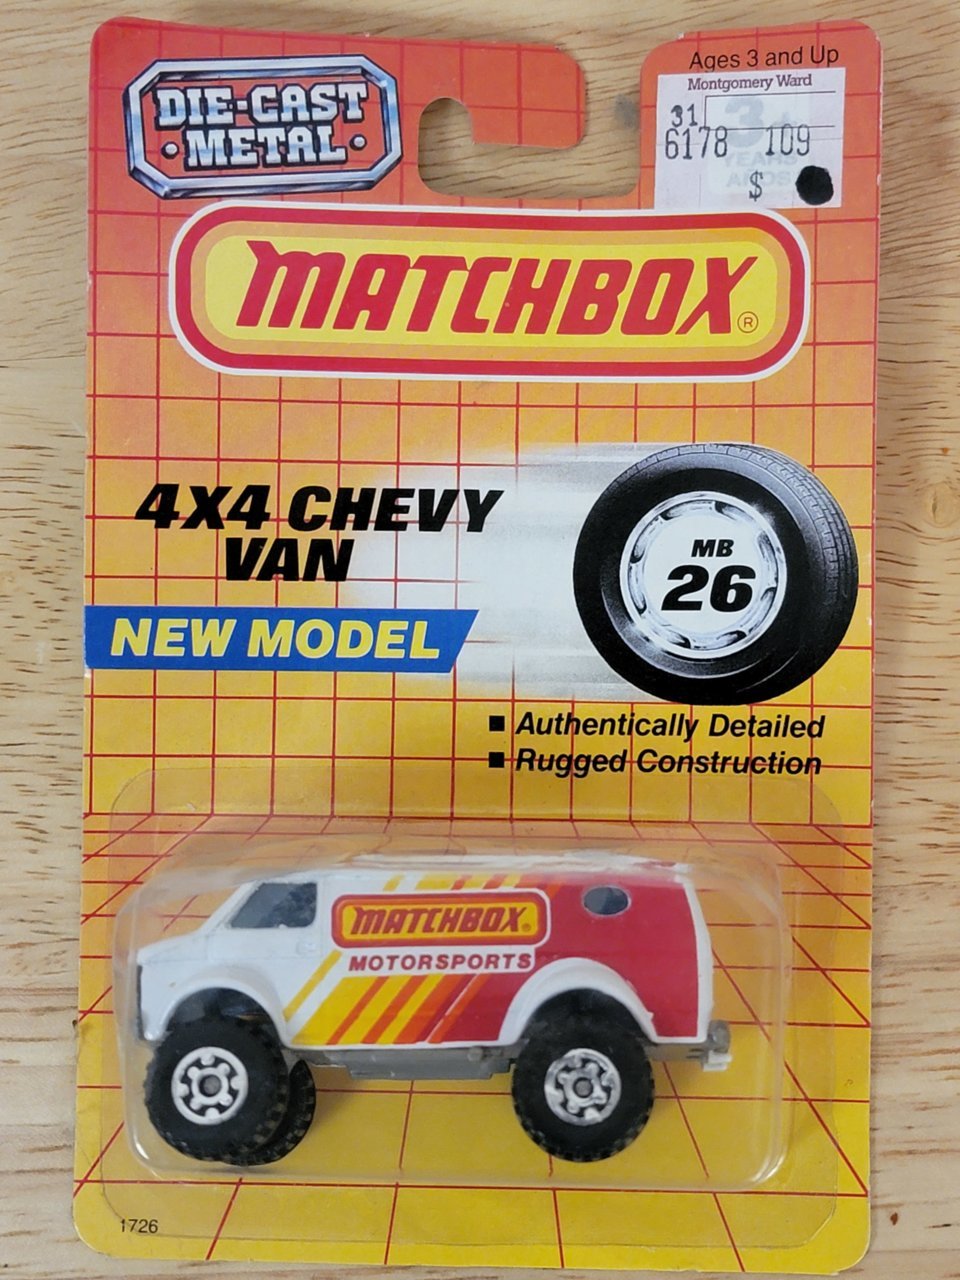 DIE-CAST
• METAL •
Ages 3 and Up
Montgomery Ward
31
6178 109
$
MATCHBOX®
4X4 CHEVY
VAN
NEW MODEL
MB
26
■ Authentically Detailed
■ Rugged Construction
MATCHBOX®
MOTORSPORTS
1726